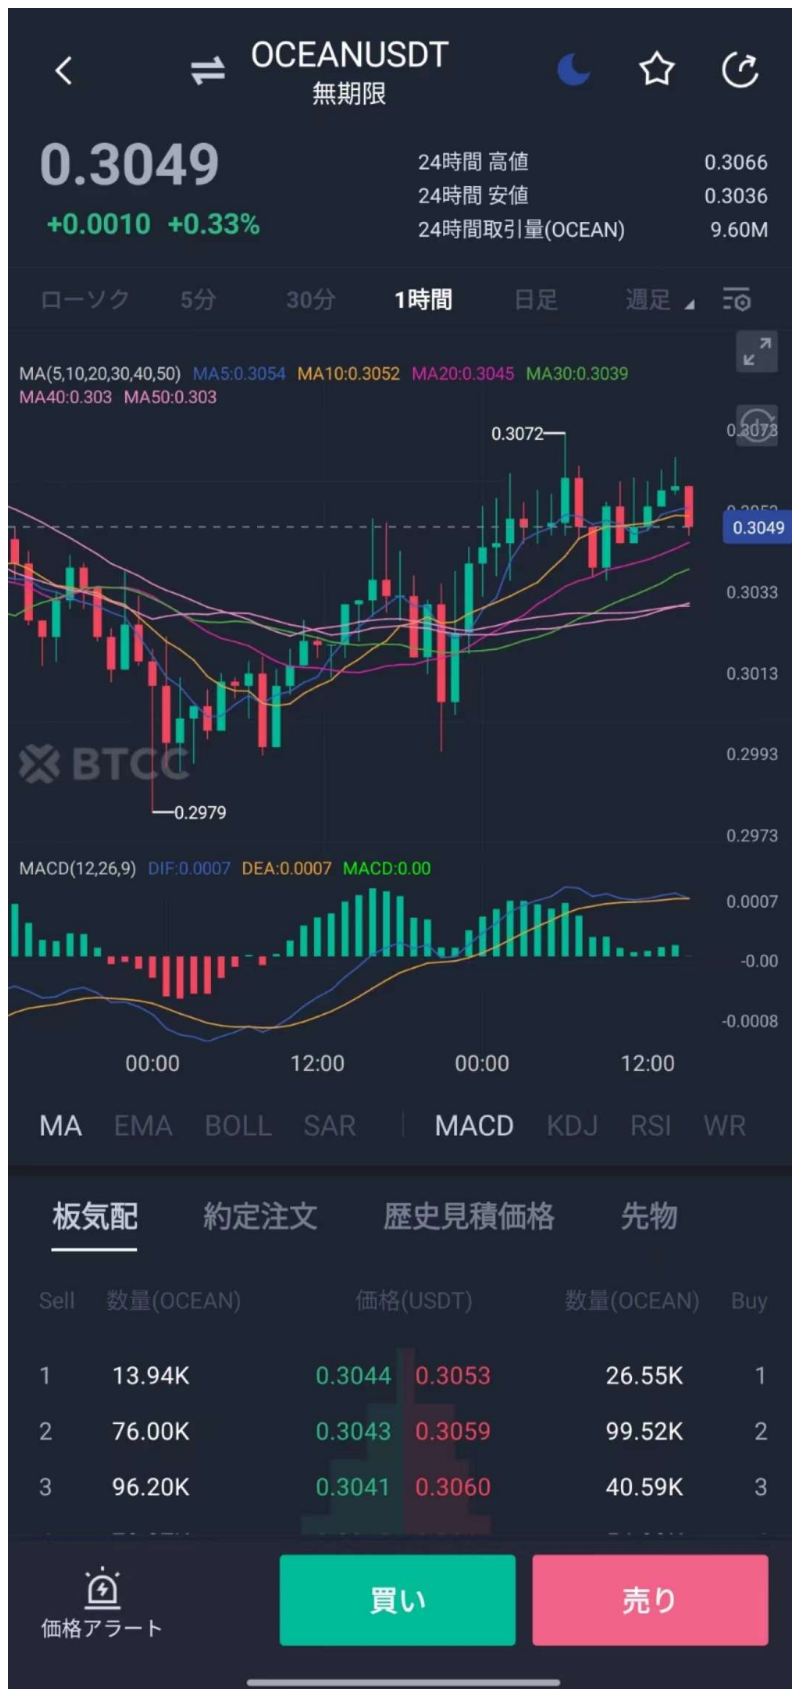 OCEANUSDT
無期限
0.3049
+0.0010 +0.33%
24時間 高値 0.3066
24時間 安値 0.3036
24時間取引量(OCEAN) 9.60M
ローソク 5分 30分 1時間 日足 週足
MA(5,10,20,30,40,50) MA5:0.3054 MA10:0.3052 MA20:0.3045 MA30:0.3039
MA40:0.303 MA50:0.303
0.3072
0.3073
0.3049
0.3033
0.3013
0.2993
BTCC
0.2979
0.2973
MACD(12,26,9) DIF:0.0007 DEA:0.0007 MACD:0.00
0.0007
-0.00
-0.0008
00:00 12:00 00:00 12:00
MA EMA BOLL SAR MACD KDJ RSI WR
板気配 約定注文 歴史見積価格 先物
Sell 数量(OCEAN) 価格(USDT) 数量(OCEAN) Buy
1 13.94K 0.3044 0.3053 26.55K 1
2 76.00K 0.3043 0.3059 99.52K 2
3 96.20K 0.3041 0.3060 40.59K 3
価格アラート 買い 売り